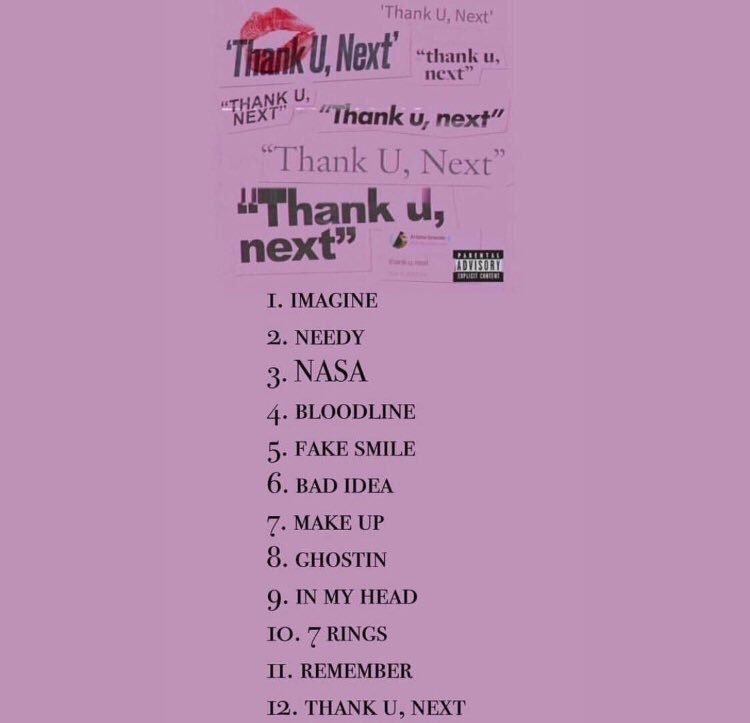 'Thank U, Next'
'Thank U, Next'
“thank u,
next”
“THANK U,
NEXT”
“Thank u, next”
“Thank U, Next”
“Thank u,
next”
thank u, next
PARENTAL
ADVISORY
EXPLICIT CONTENT
1. IMAGINE
2. NEEDY
3. NASA
4. BLOODLINE
5. FAKE SMILE
6. BAD IDEA
7. MAKE UP
8. GHOSTIN
9. IN MY HEAD
10. 7 RINGS
11. REMEMBER
12. THANK U, NEXT